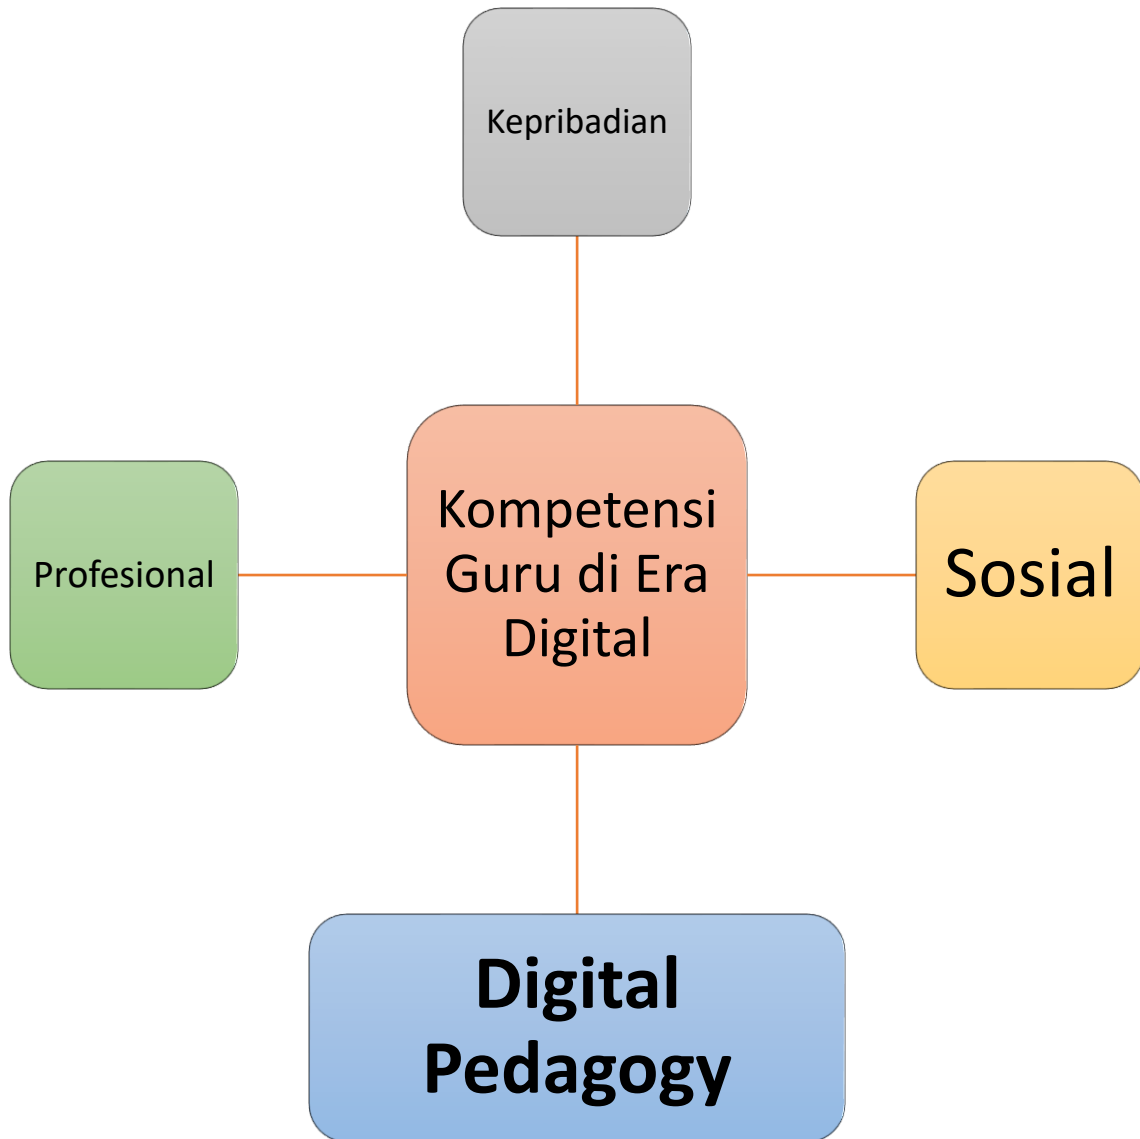 Kepribadian
Profesional
Kompetensi
Guru di Era
Digital
Sosial
Digital
Pedagogy